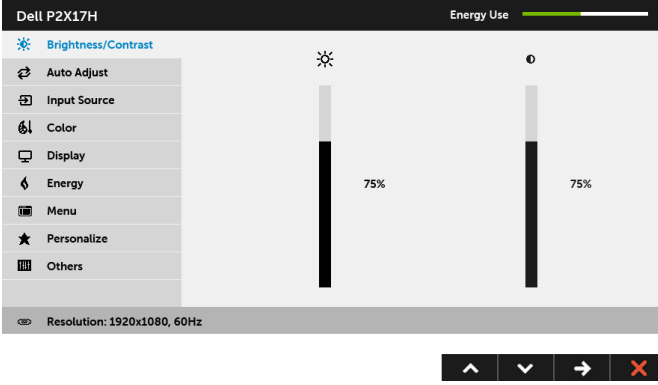 Dell P2X17H
Energy Use
Brightness/Contrast
Auto Adjust
Input Source
Color
Display
Energy
75%
75%
Menu
Personalize
Others
Resolution: 1920x1080, 60Hz